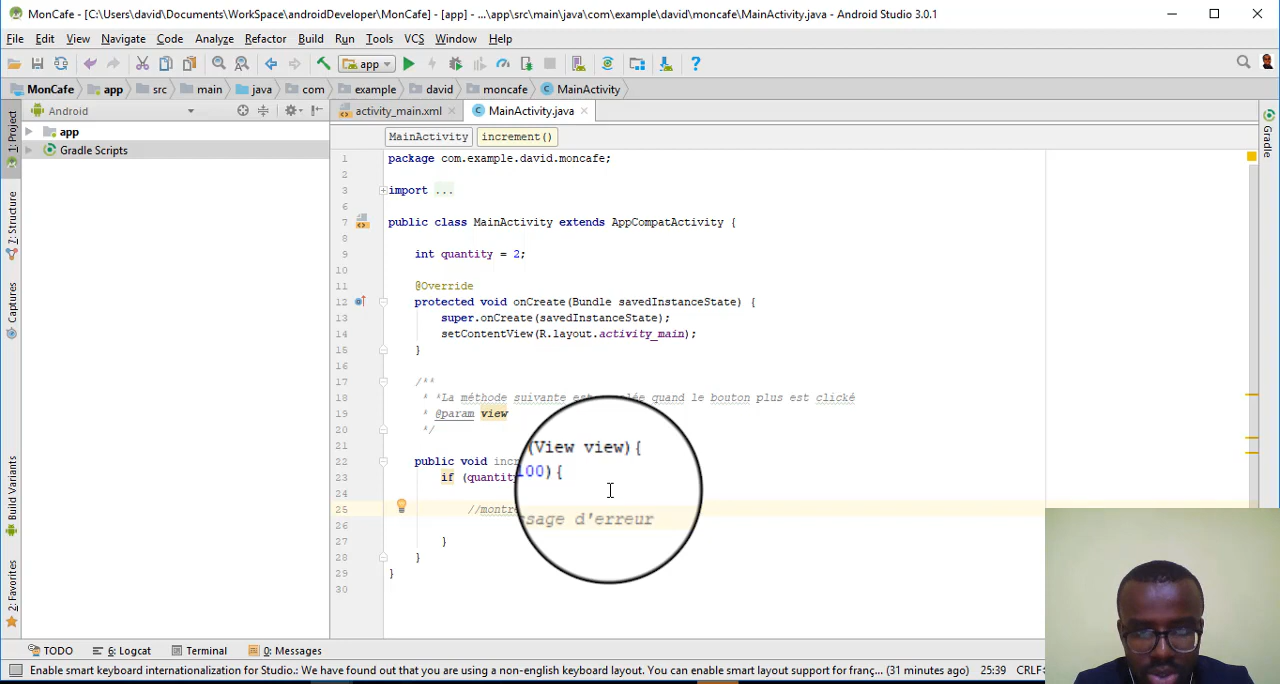 MonCafe - [C:\Users\david\Documents\WorkSpace\androidDeveloper\MonCafe] - [app] - ...\app\src\main\java\com\example\david\moncafe\MainActivity.java - Android Studio 3.0.1
File Edit View Navigate Code Analyze Refactor Build Run Tools VCS Window Help
app
MonCafe app src main java com example david moncafe MainActivity
Android activity_main.xml MainActivity.java
1: Project
7: Structure
Captures
Build Variants
2: Favorites
Gradle
app
Gradle Scripts
MainActivity increment()
1 package com.example.david.moncafe;
2
3 import ...
6
7 public class MainActivity extends AppCompatActivity {
8
9 int quantity = 2;
10
11 @Override
12 protected void onCreate(Bundle savedInstanceState) {
13 super.onCreate(savedInstanceState);
14 setContentView(R.layout.activity_main);
15 }
16
17 /**
18 * *La méthode suivante quand le bouton plus est clické
19 * @param view
20 */
21
22 public void (View view){
23 if 100){
24
25 sage d'erreur
26
27 }
28 }
29 }
30
TODO 6: Logcat Terminal 0: Messages
Enable smart keyboard internationalization for Studio.: We have found out that you are using a non-english keyboard layout. You can enable smart layout support for franç... (31 minutes ago) 25:39 CRLF